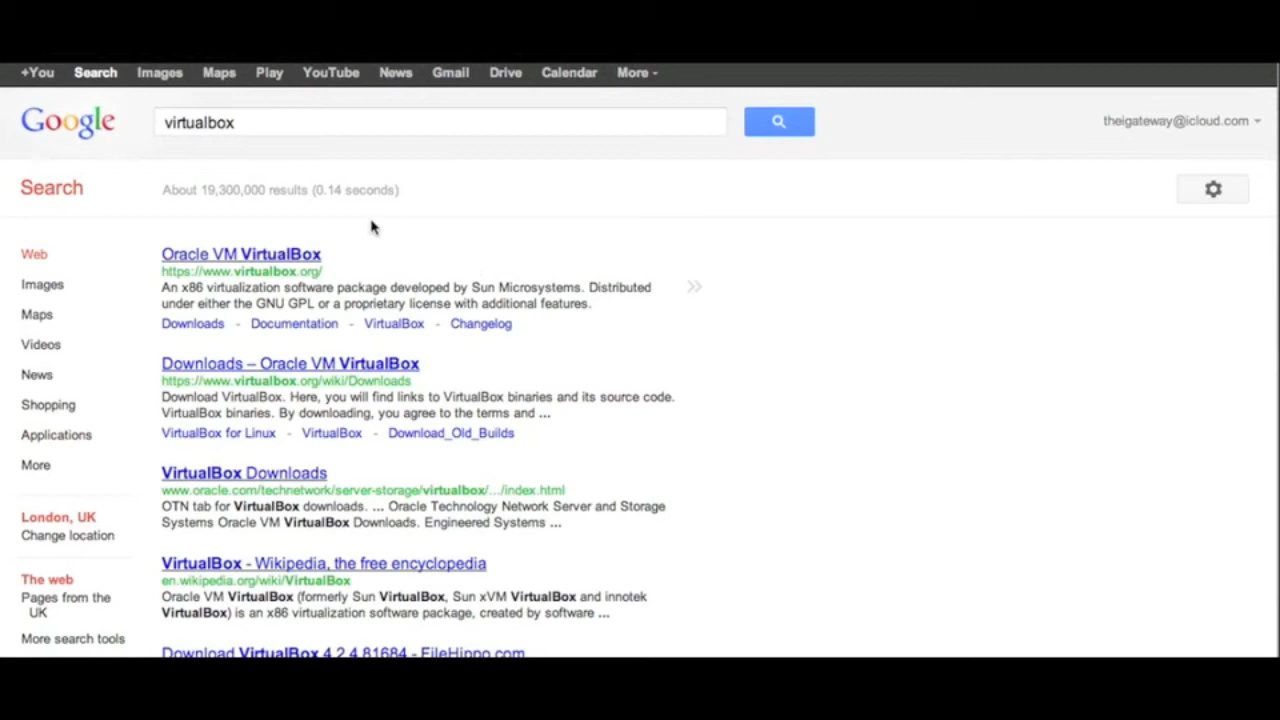 +You Search Images Maps Play YouTube News Gmail Drive Calendar More
Google virtualbox theigateway@icloud.com
Search About 19,300,000 results (0.14 seconds)
Web
Images
Maps
Videos
News
Shopping
Applications
More
London, UK
Change location
The web
Pages from the
UK
More search tools
Oracle VM VirtualBox
https://www.virtualbox.org/
An x86 virtualization software package developed by Sun Microsystems. Distributed
under either the GNU GPL or a proprietary license with additional features.
Downloads - Documentation - VirtualBox - Changelog
Downloads – Oracle VM VirtualBox
https://www.virtualbox.org/wiki/Downloads
Download VirtualBox. Here, you will find links to VirtualBox binaries and its source code.
VirtualBox binaries. By downloading, you agree to the terms and ...
VirtualBox for Linux - VirtualBox - Download_Old_Builds
VirtualBox Downloads
www.oracle.com/technetwork/server-storage/virtualbox/.../index.html
OTN tab for VirtualBox downloads. ... Oracle Technology Network Server and Storage
Systems Oracle VM VirtualBox Downloads. Engineered Systems ...
VirtualBox - Wikipedia, the free encyclopedia
en.wikipedia.org/wiki/VirtualBox
Oracle VM VirtualBox (formerly Sun VirtualBox, Sun xVM VirtualBox and innotek
VirtualBox) is an x86 virtualization software package, created by software ...
Download VirtualBox 4.2.4.81684 - FileHippo.com